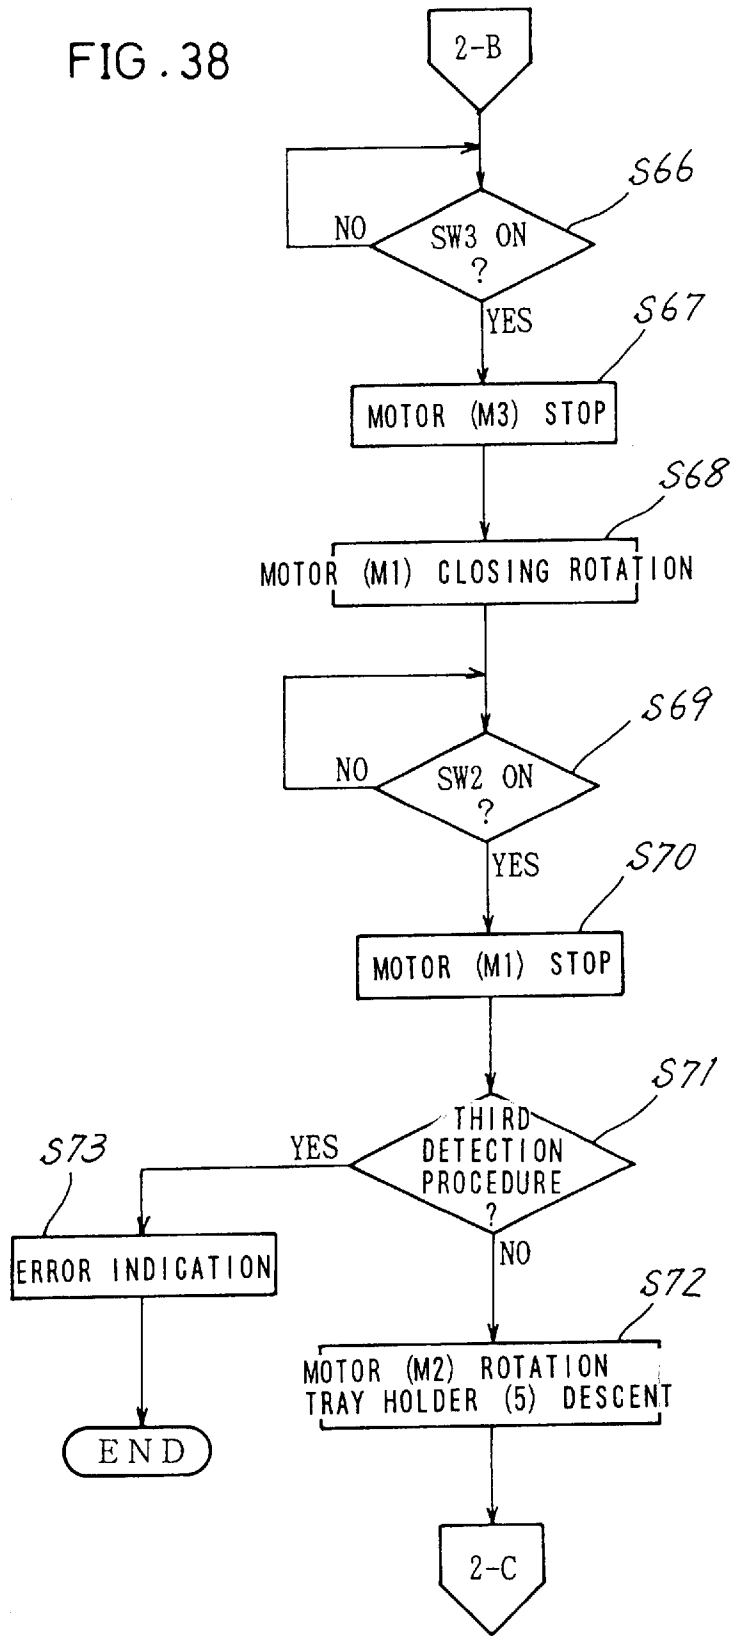 FIG. 38
2-B
S66
NO
SW3 ON
?
YES
S67
MOTOR (M3) STOP
S68
MOTOR (M1) CLOSING ROTATION
S69
NO
SW2 ON
?
YES
S70
MOTOR (M1) STOP
S71
THIRD
DETECTION
PROCEDURE
?
YES
S73
NO
ERROR INDICATION
S72
MOTOR (M2) ROTATION
TRAY HOLDER (5) DESCENT
END
2-C